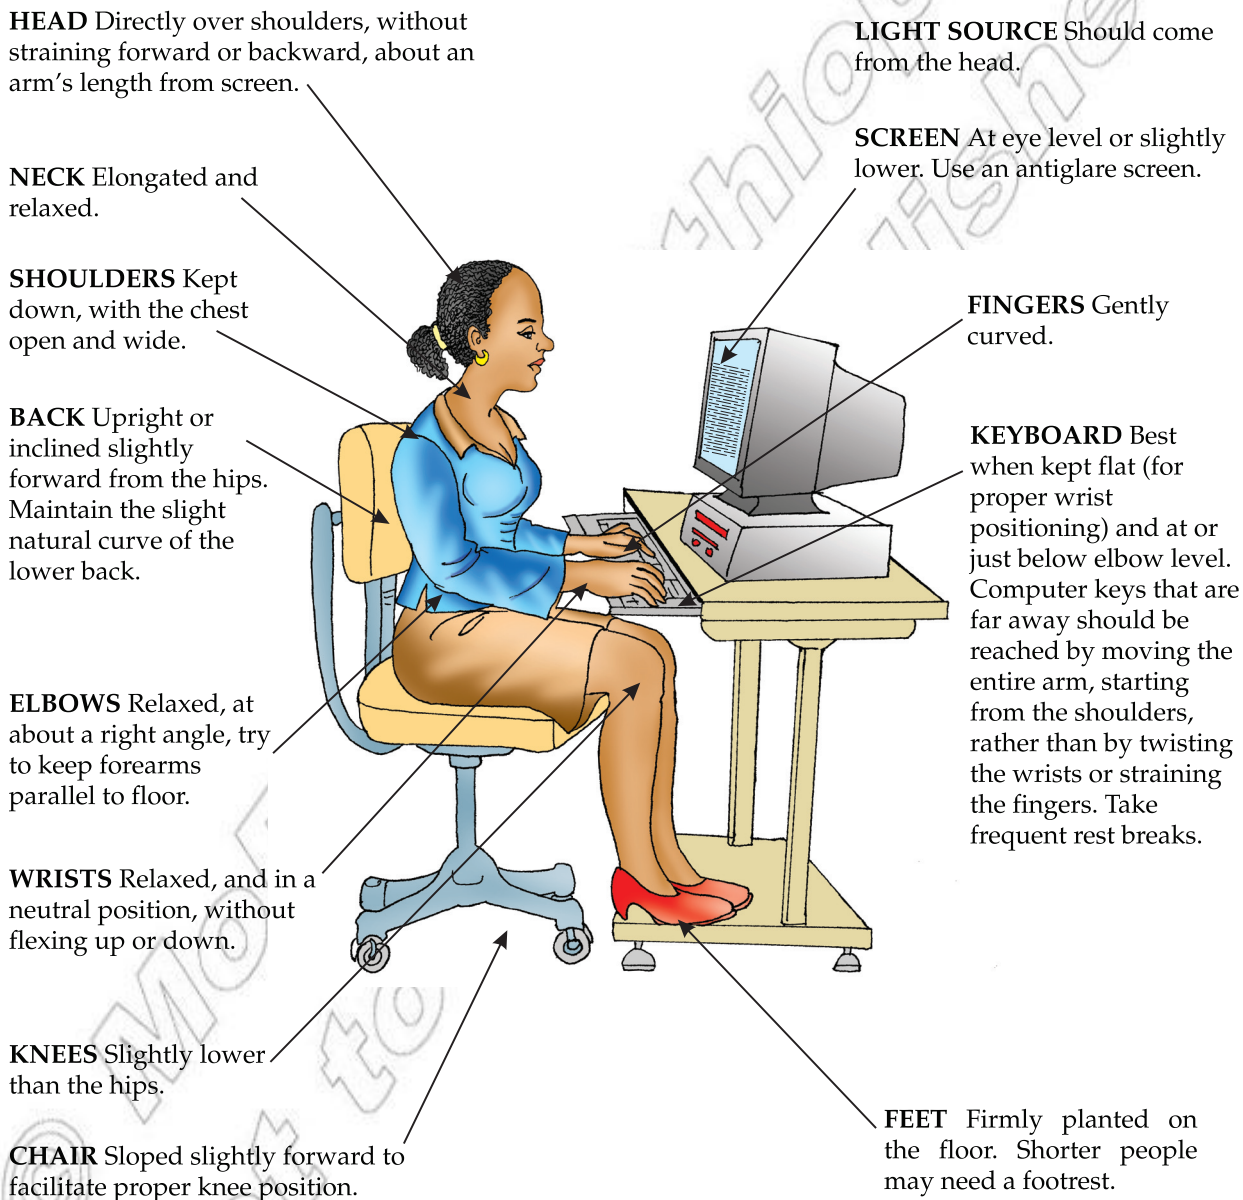 HEAD Directly over shoulders, without
straining forward or backward, about an
arm's length from screen.
NECK Elongated and
relaxed.
SHOULDERS Kept
down, with the chest
open and wide.
BACK Upright or
inclined slightly
forward from the hips.
Maintain the slight
natural curve of the
lower back.
ELBOWS Relaxed, at
about a right angle, try
to keep forearms
parallel to floor.
WRISTS Relaxed, and in a
neutral position, without
flexing up or down.
KNEES Slightly lower
than the hips.
CHAIR Sloped slightly forward to
facilitate proper knee position.
LIGHT SOURCE Should come
from the head.
SCREEN At eye level or slightly
lower. Use an antiglare screen.
FINGERS Gently
curved.
KEYBOARD Best
when kept flat (for
proper wrist
positioning) and at or
just below elbow level.
Computer keys that are
far away should be
reached by moving the
entire arm, starting
from the shoulders,
rather than by twisting
the wrists or straining
the fingers. Take
frequent rest breaks.
FEET Firmly planted on
the floor. Shorter people
may need a footrest.